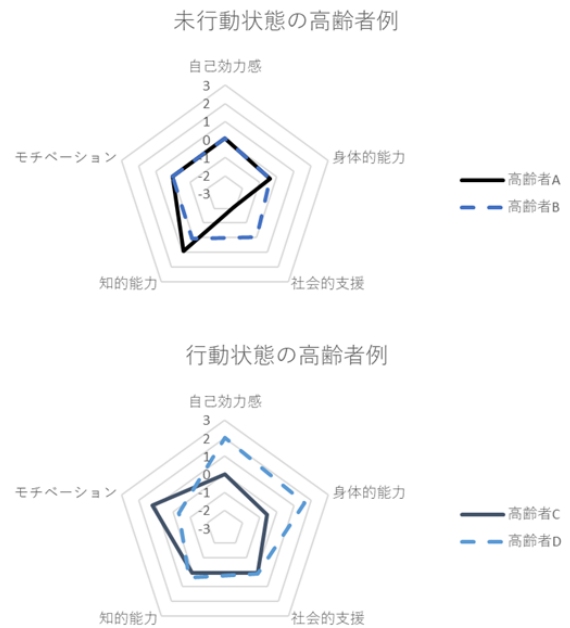 未行動状態の高齢者例
自己効力感
3
2
1
0
-1
-2
-3
モチベーション
身体的能力
知的能力
社会的支援
高齢者A
高齢者B
行動状態の高齢者例
自己効力感
3
2
1
0
-1
-2
-3
モチベーション
身体的能力
知的能力
社会的支援
高齢者C
高齢者D